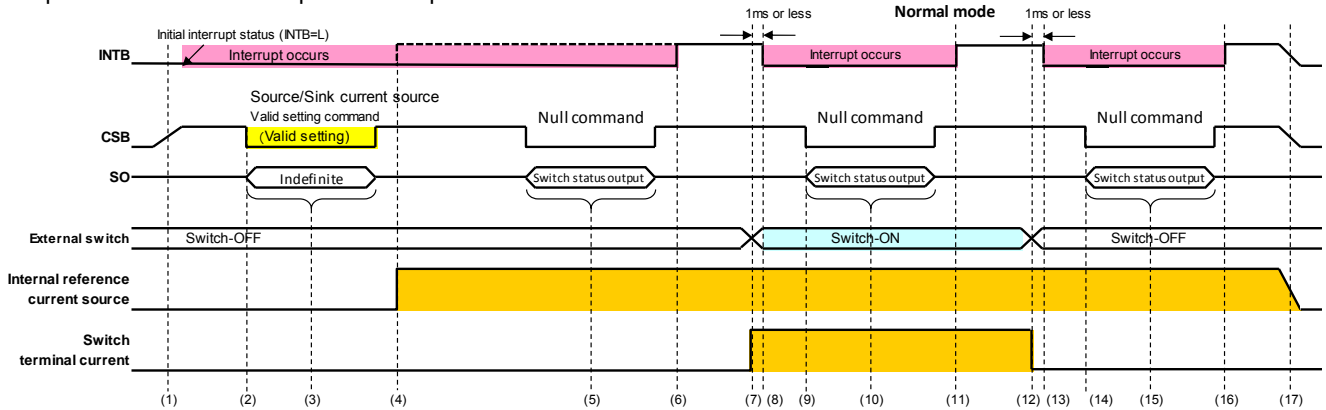 1ms or less
Normal mode
1ms or less
Initial interrupt status (INTB=L)
INTB
Interrupt occurs
Interrupt occurs
Interrupt occurs
Source/Sink current source
Valid setting command
(Valid setting)
Null command
Null command
Null command
CSB
SO
Indefinite
Switch status output
Switch status output
Switch status output
External switch
Switch-OFF
Switch-ON
Switch-OFF
Internal reference
current source
Switch
terminal current
(1)
(2)
(3)
(4)
(5)
(6)
(7)
(8)
(9)
(10)
(11)
(12)
(13)
(14)
(15)
(16)
(17)